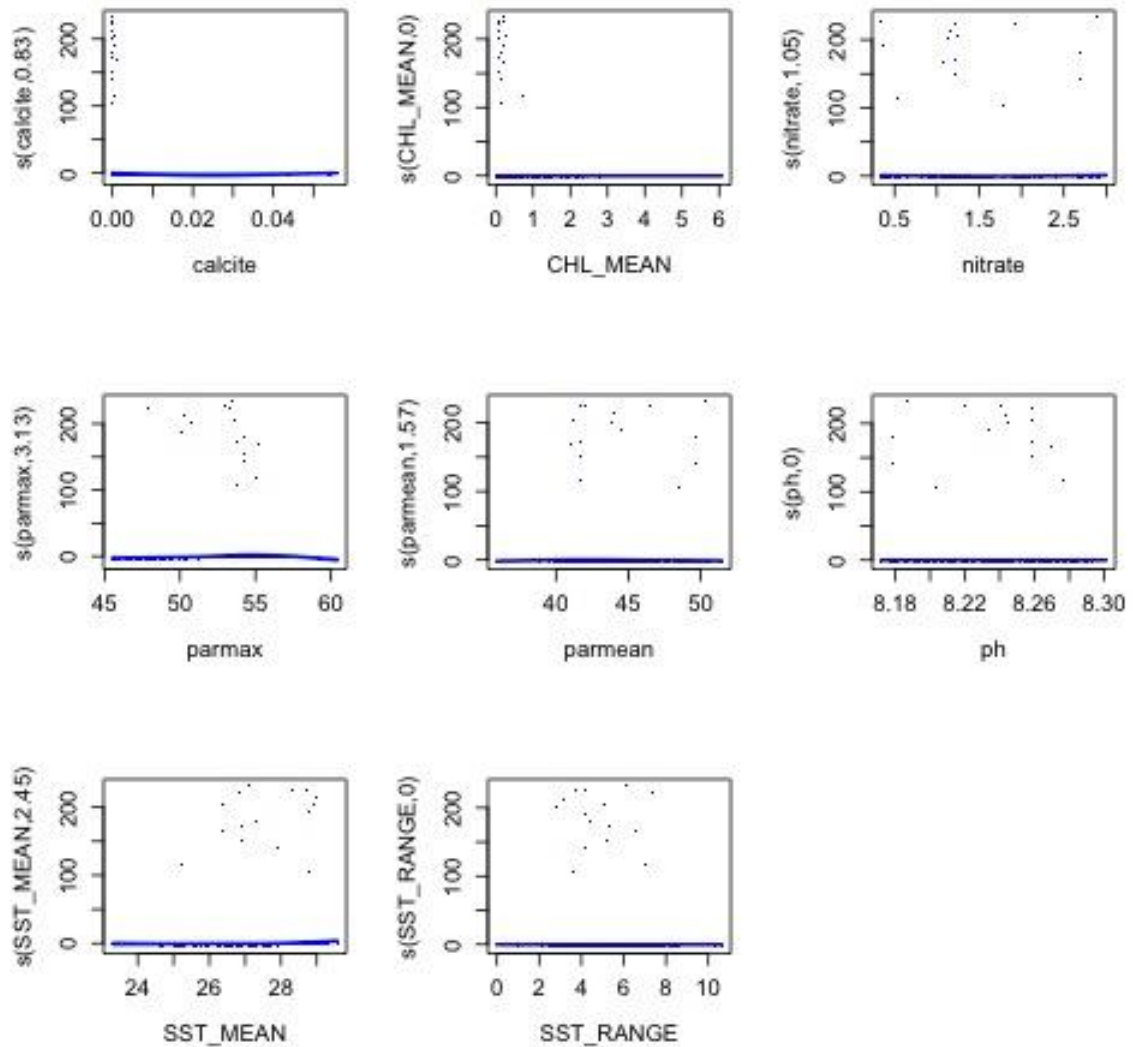 s(calcite,0.83)
200
100
0
0.00 0.02 0.04
calcite
s(CHL_MEAN,0)
200
100
0
0 1 2 3 4 5 6
CHL_MEAN
s(nitrate,1.05)
200
100
0
0.5 1.5 2.5
nitrate
s(parmax,3.13)
200
100
0
45 50 55 60
parmax
s(parmean,1.57)
200
100
0
40 45 50
parmean
s(ph,0)
200
100
0
8.18 8.22 8.26 8.30
ph
s(SST_MEAN,2.45)
200
100
0
24 26 28
SST_MEAN
s(SST_RANGE,0)
200
100
0
0 2 4 6 8 10
SST_RANGE